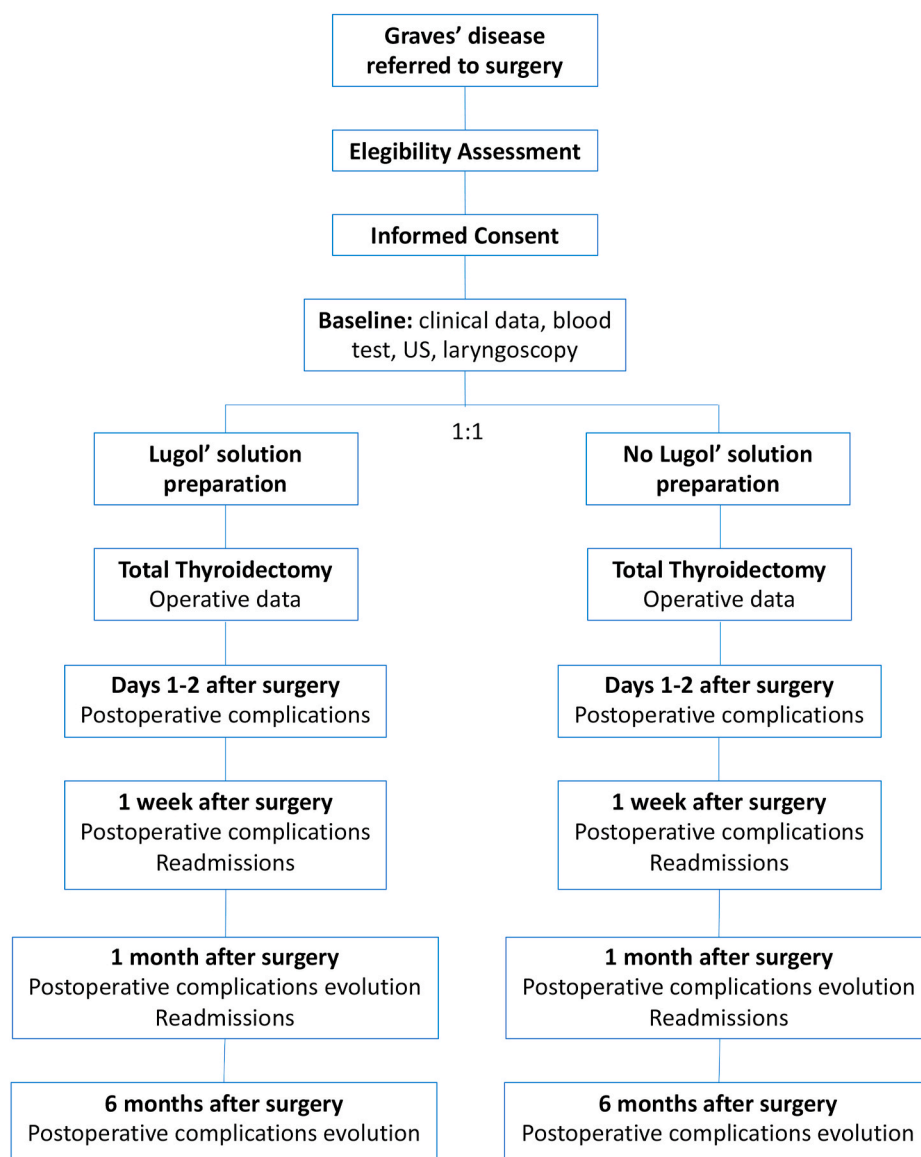 Graves’ disease
referred to surgery
Elegibility Assessment
Informed Consent
Baseline: clinical data, blood
test, US, laryngoscopy
1:1
Lugol’ solution
preparation
No Lugol’ solution
preparation
Total Thyroidectomy
Operative data
Total Thyroidectomy
Operative data
Days 1-2 after surgery
Postoperative complications
Days 1-2 after surgery
Postoperative complications
1 week after surgery
Postoperative complications
Readmissions
1 week after surgery
Postoperative complications
Readmissions
1 month after surgery
Postoperative complications evolution
Readmissions
1 month after surgery
Postoperative complications evolution
Readmissions
6 months after surgery
Postoperative complications evolution
6 months after surgery
Postoperative complications evolution